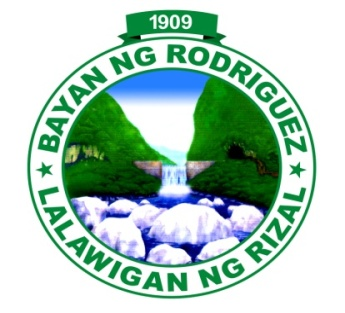 1909
BAYAN NG RODRIGUEZ
LALAWIGAN NG RIZAL